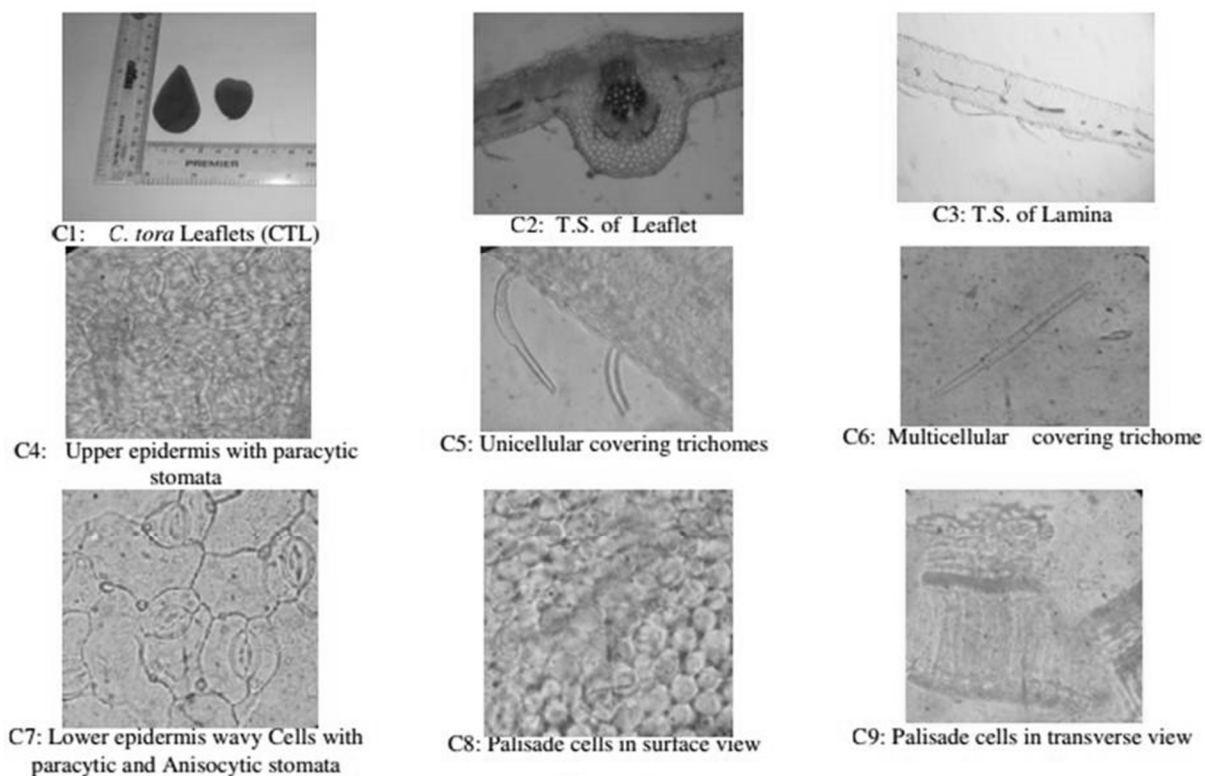 PREMIER
C1: C. tora Leaflets (CTL)
C2: T.S. of Leaflet
C3: T.S. of Lamina
C4: Upper epidermis with paracytic
stomata
C5: Unicellular covering trichomes
C6: Multicellular covering trichome
C7: Lower epidermis wavy Cells with
paracytic and Anisocytic stomata
C8: Palisade cells in surface view
C9: Palisade cells in transverse view